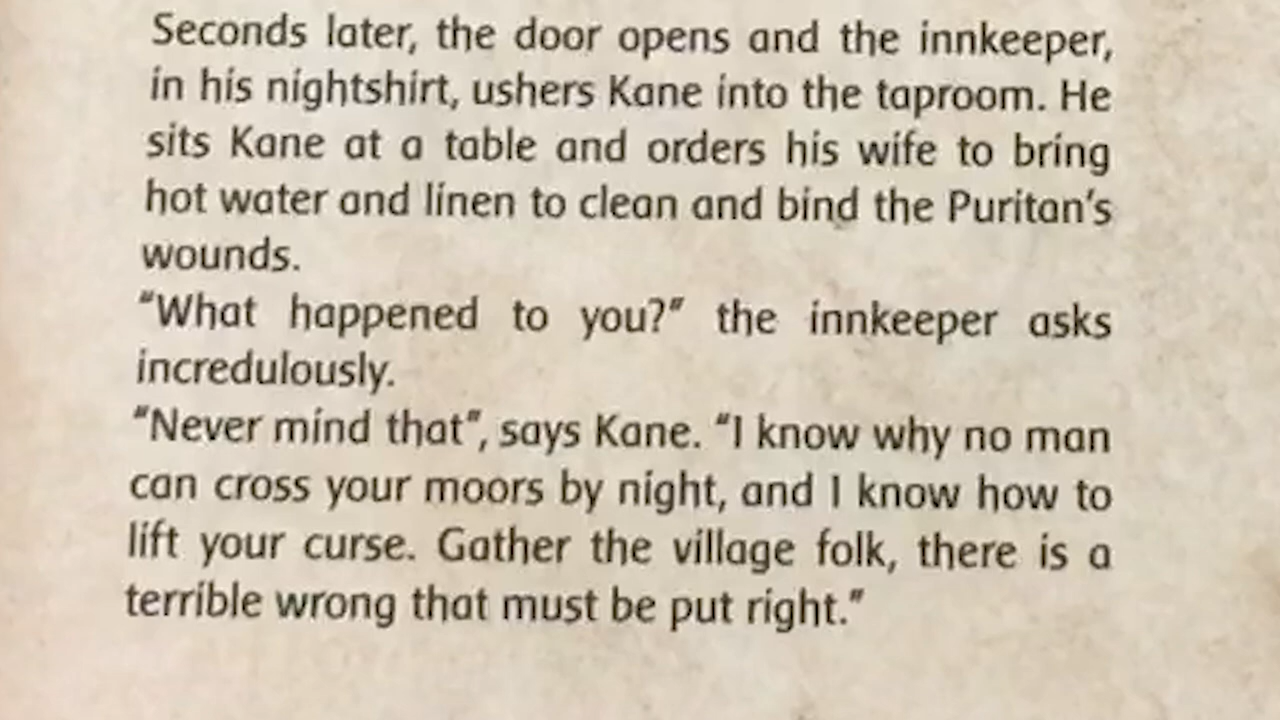 Seconds later, the door opens and the innkeeper,
in his nightshirt, ushers Kane into the taproom. He
sits Kane at a table and orders his wife to bring
hot water and linen to clean and bind the Puritan's
wounds.
“What happened to you?” the innkeeper asks
incredulously.
“Never mind that”, says Kane. “I know why no man
can cross your moors by night, and I know how to
lift your curse. Gather the village folk, there is a
terrible wrong that must be put right.”